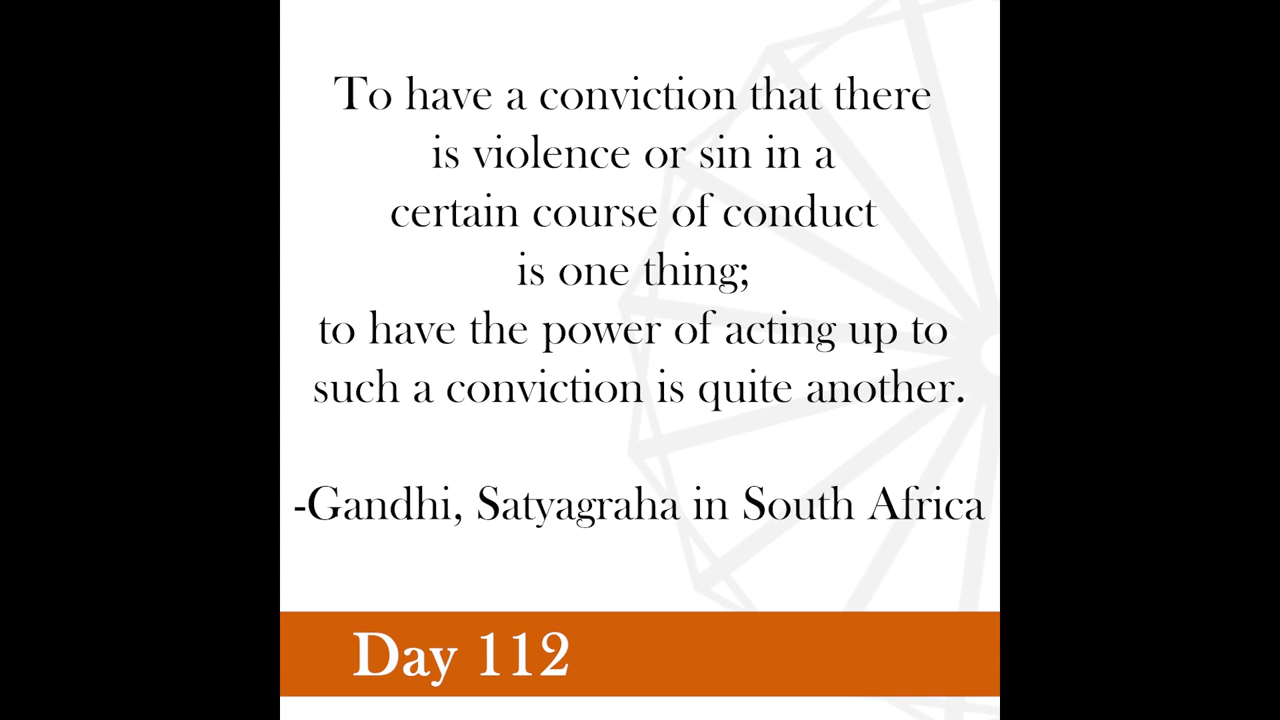 To have a conviction that there
is violence or sin in a
certain course of conduct
is one thing;
to have the power of acting up to
such a conviction is quite another.
-Gandhi, Satyagraha in South Africa
Day 112